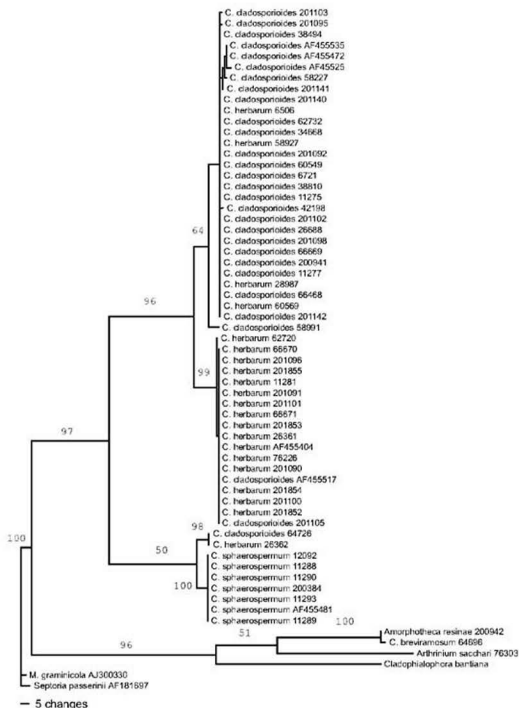 C. cladosporioides 201103
C. cladosporioides 201095
C. cladosporioides 38494
C. cladosporioides AF455535
C. cladosporioides AF455472
C. cladosporioides AF45525
C. cladosporioides 58227
C. cladosporioides 201141
C. cladosporioides 201140
C. herbarum 6506
C. cladosporioides 62732
C. cladosporioides 34668
C. herbarum 58927
C. cladosporioides 201092
C. cladosporioides 60549
C. cladosporioides 6721
C. cladosporioides 38810
C. cladosporioides 11275
C. cladosporioides 42198
C. cladosporioides 201102
C. cladosporioides 26688
64
C. cladosporioides 201098
C. cladosporioides 66669
C. cladosporioides 200941
C. cladosporioides 11277
C. herbarum 28987
C. cladosporioides 66468
96
C. herbarum 60569
C. cladosporioides 201142
C. cladosporioides 58991
C. herbarum 62720
C. herbarum 66670
C. herbarum 201096
C. herbarum 201855
99
C. herbarum 11281
C. herbarum 201091
C. herbarum 201101
C. herbarum 66671
C. herbarum 201853
97
C. herbarum 26361
C. herbarum AF455404
C. herbarum 76226
C. herbarum 201090
C. cladosporioides AF455517
C. herbarum 201854
C. herbarum 201100
C. herbarum 201852
C. cladosporioides 201105
98
C. cladosporioides 64726
100
C. herbarum 26362
50
C. sphaerospermum 12092
C. sphaerospermum 11288
C. sphaerospermum 11290
100
C. sphaerospermum 200384
C. sphaerospermum 11293
C. sphaerospermum AF455481
C. sphaerospermum 11289
100
51
Amorphotheca resinae 200942
96
C. breviramosum 64696
Arthrinium sacchari 76303
Cladophialophora bantiana
M. graminicola AJ300330
Septoria passerinii AF181697
5 changes